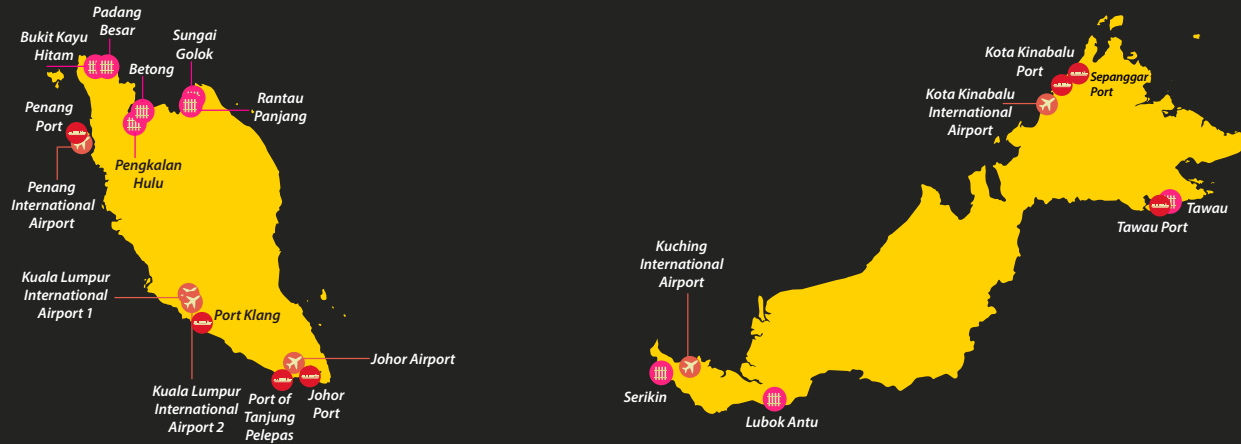 Padang
Besar
Bukit Kayu
Hitam
Sungai
Golok
Betong
Rantau
Panjang
Penang
Port
Pengkalan
Hulu
Penang
International
Airport
Kuala Lumpur
International
Airport 1
Port Klang
Johor Airport
Kuala Lumpur
International
Airport 2
Port of
Tanjung
Pelepas
Johor
Port
Kota Kinabalu
Port
Sepanggar
Port
Kota Kinabalu
International
Airport
Tawau
Tawau Port
Kuching
International
Airport
Serikin
Lubok Antu